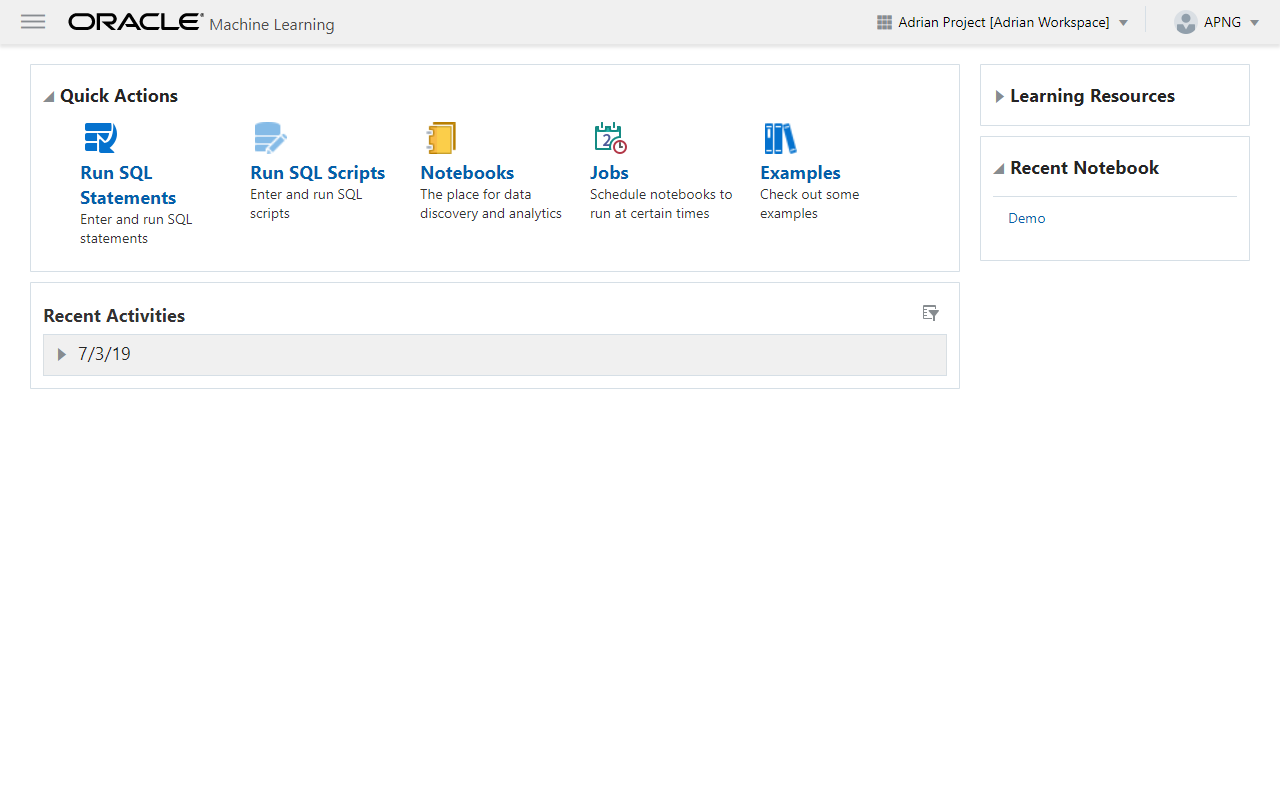 ORACLE® Machine Learning
Adrian Project [Adrian Workspace]
APNG
Quick Actions
Run SQL
Statements
Enter and run SQL
statements
Run SQL Scripts
Enter and run SQL
scripts
Notebooks
The place for data
discovery and analytics
2
Jobs
Schedule notebooks to
run at certain times
Examples
Check out some
examples
Recent Activities
7/3/19
Learning Resources
Recent Notebook
Demo